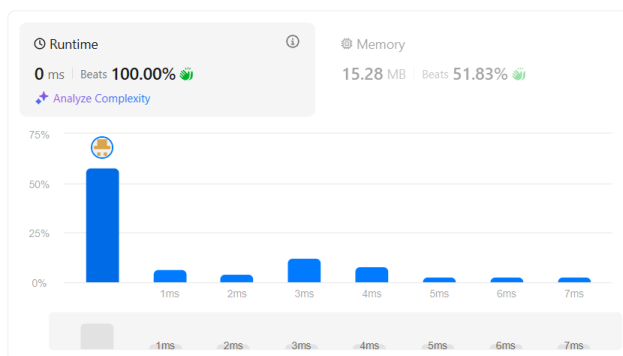 Runtime
0 ms | Beats 100.00%
Analyze Complexity
Memory
15.28 MB | Beats 51.83%
75%
50%
25%
0%
1ms 2ms 3ms 4ms 5ms 6ms 7ms
1ms 2ms 3ms 4ms 5ms 6ms 7ms